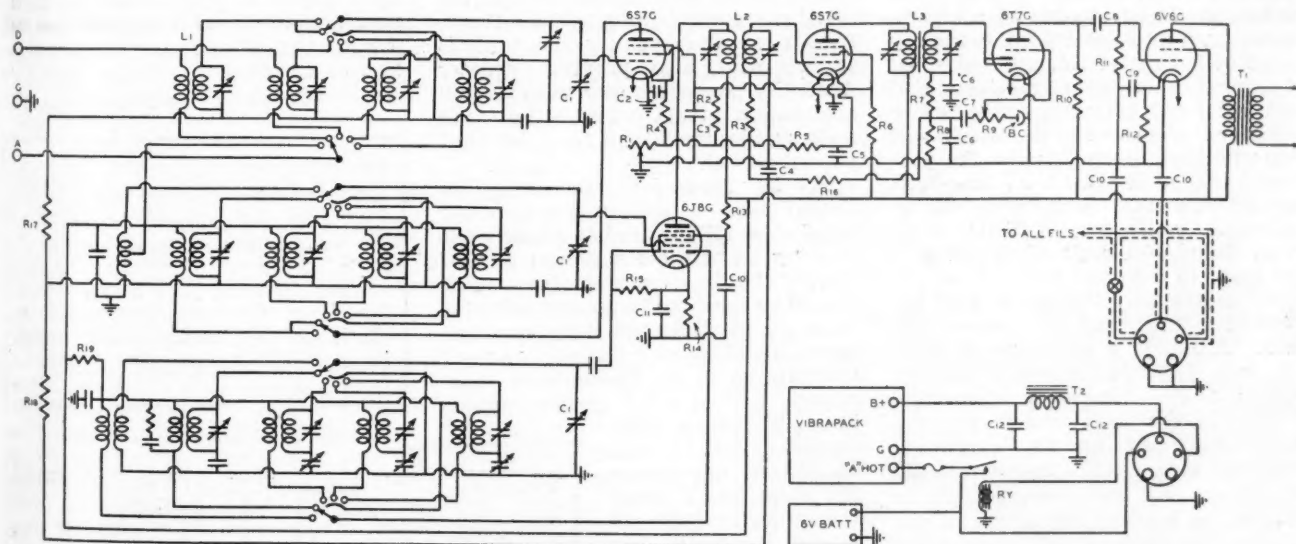 D
G
A
L1
C1
6S7G
C2
R4
R1
C3
R2
L2
R3
6S7G
R5
C5
R6
C4
R16
L3
R7
C6
R8
C6
C7
R9
BC.
6T7G
R10
C8
R11
C9
6V6G
R12
T1
C10
C10
R17
C1
6J8G
R13
R15
C11
R14
C10
TO ALL FILS
R19
R18
C1
VIBRAPACK
B+
G
"A" HOT
C12
T2
C12
RY
6V BATT